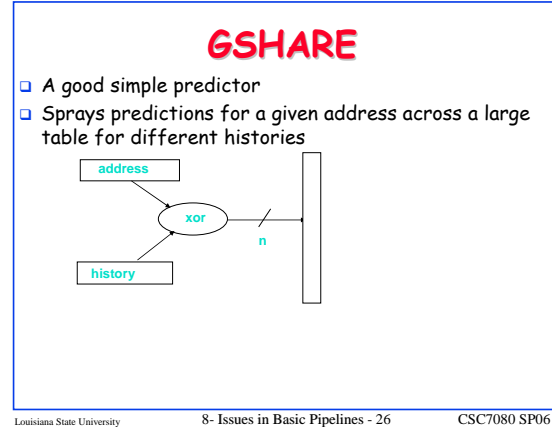 GSHARE
A good simple predictor
Sprays predictions for a given address across a large
table for different histories
address
xor
n
history
Louisiana State University 8- Issues in Basic Pipelines - 26 CSC7080 SP06